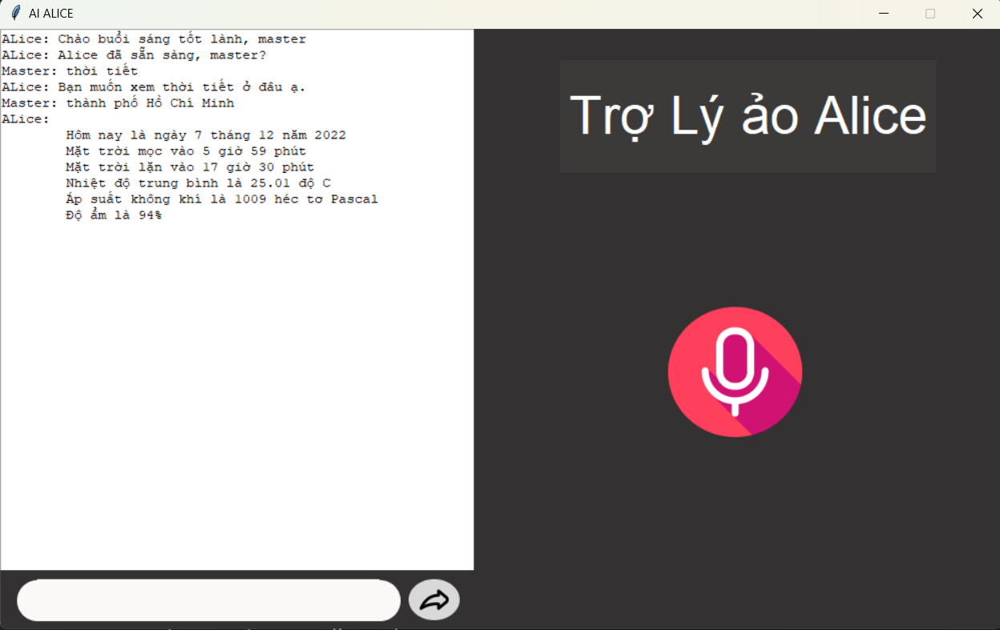 AI ALICE
ALice: Chào buổi sáng tốt lành, master
ALice: Alice đã sẵn sàng, master?
Master: thời tiết
ALice: Bạn muốn xem thời tiết ở đâu ạ.
Master: thành phố Hồ Chí Minh
ALice:
Hôm nay là ngày 7 tháng 12 năm 2022
Mặt trời mọc vào 5 giờ 59 phút
Mặt trời lặn vào 17 giờ 30 phút
Nhiệt độ trung bình là 25.01 độ C
Áp suất không khí là 1009 héc tơ Pascal
Độ ẩm là 94%
Trợ Lý ảo Alice